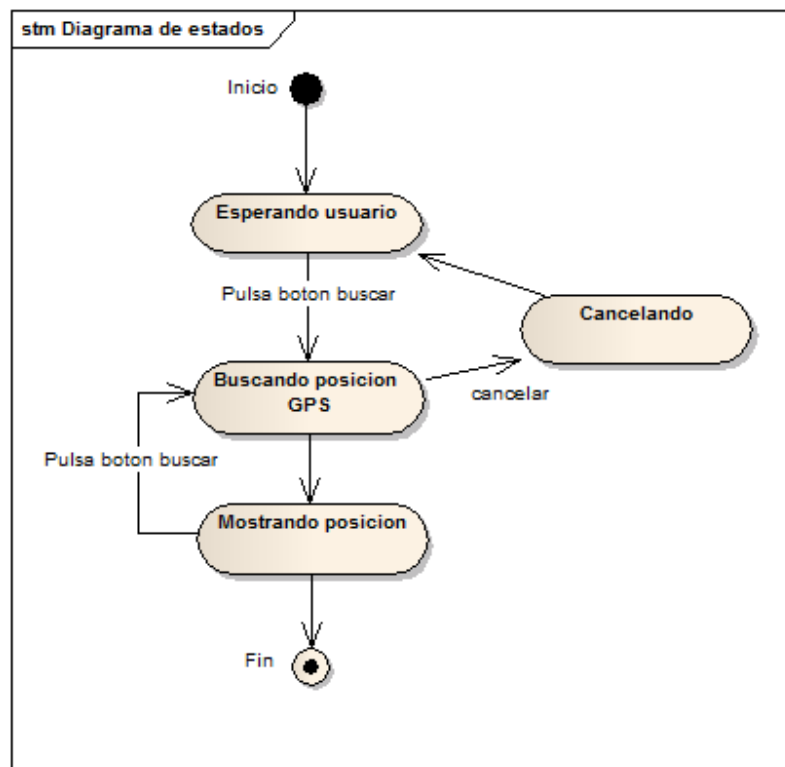 stm Diagrama de estados
Inicio
Esperando usuario
Pulsa boton buscar
Cancelando
Buscando posicion
GPS
cancelar
Pulsa boton buscar
Mostrando posicion
Fin